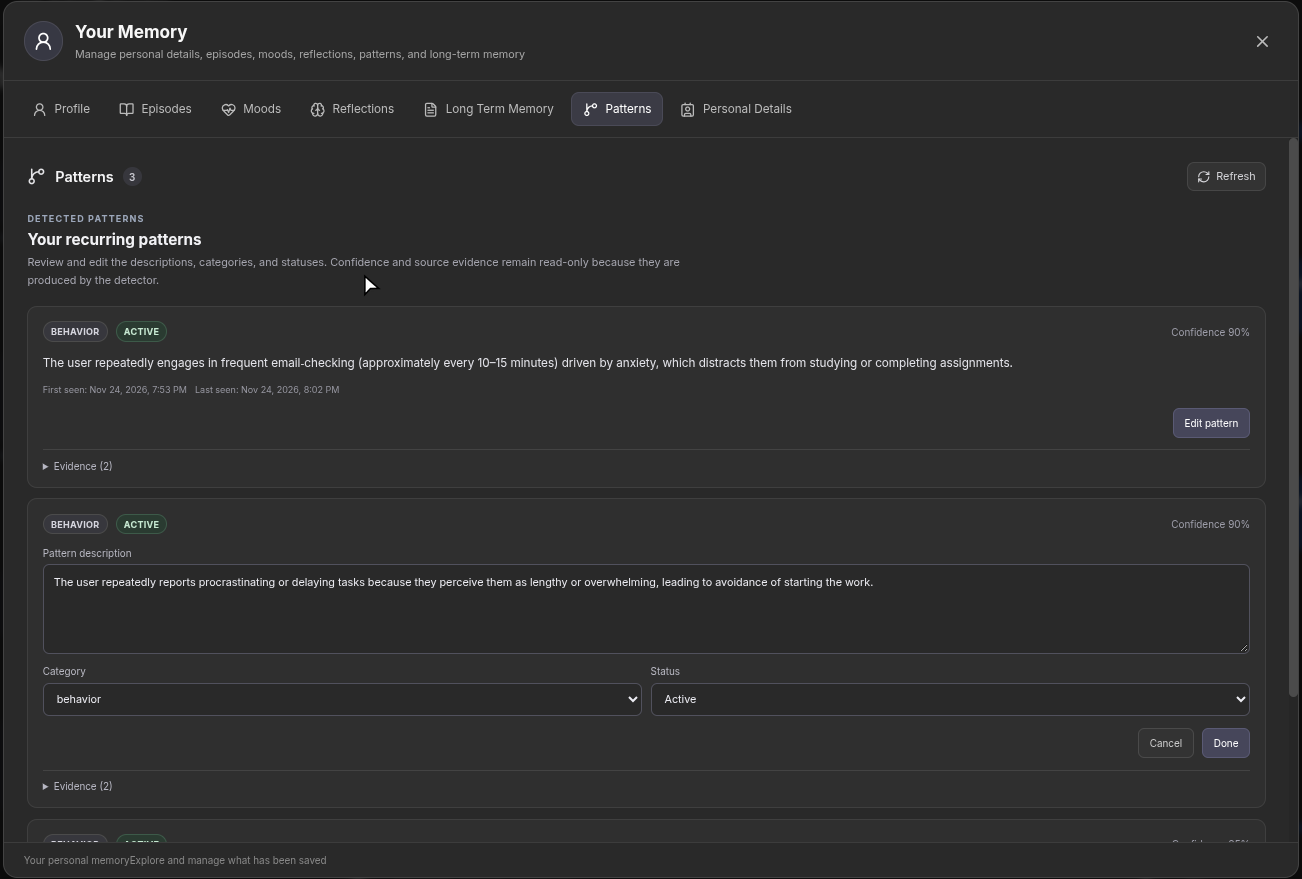 Your Memory
Manage personal details, episodes, moods, reflections, patterns, and long-term memory
Profile Episodes Moods Reflections Long Term Memory Patterns Personal Details
Patterns 3 Refresh
DETECTED PATTERNS
Your recurring patterns
Review and edit the descriptions, categories, and statuses. Confidence and source evidence remain read-only because they are
produced by the detector.
BEHAVIOR ACTIVE Confidence 90%
The user repeatedly engages in frequent email-checking (approximately every 10–15 minutes) driven by anxiety, which distracts them from studying or completing assignments.
First seen: Nov 24, 2026, 7:53 PM Last seen: Nov 24, 2026, 8:02 PM
Edit pattern
Evidence (2)
BEHAVIOR ACTIVE Confidence 90%
Pattern description
The user repeatedly reports procrastinating or delaying tasks because they perceive them as lengthy or overwhelming, leading to avoidance of starting the work.
Category Status
behavior Active
Cancel Done
Evidence (2)
BEHAVIOR ACTIVE Confidence
Your personal memoryExplore and manage what has been saved